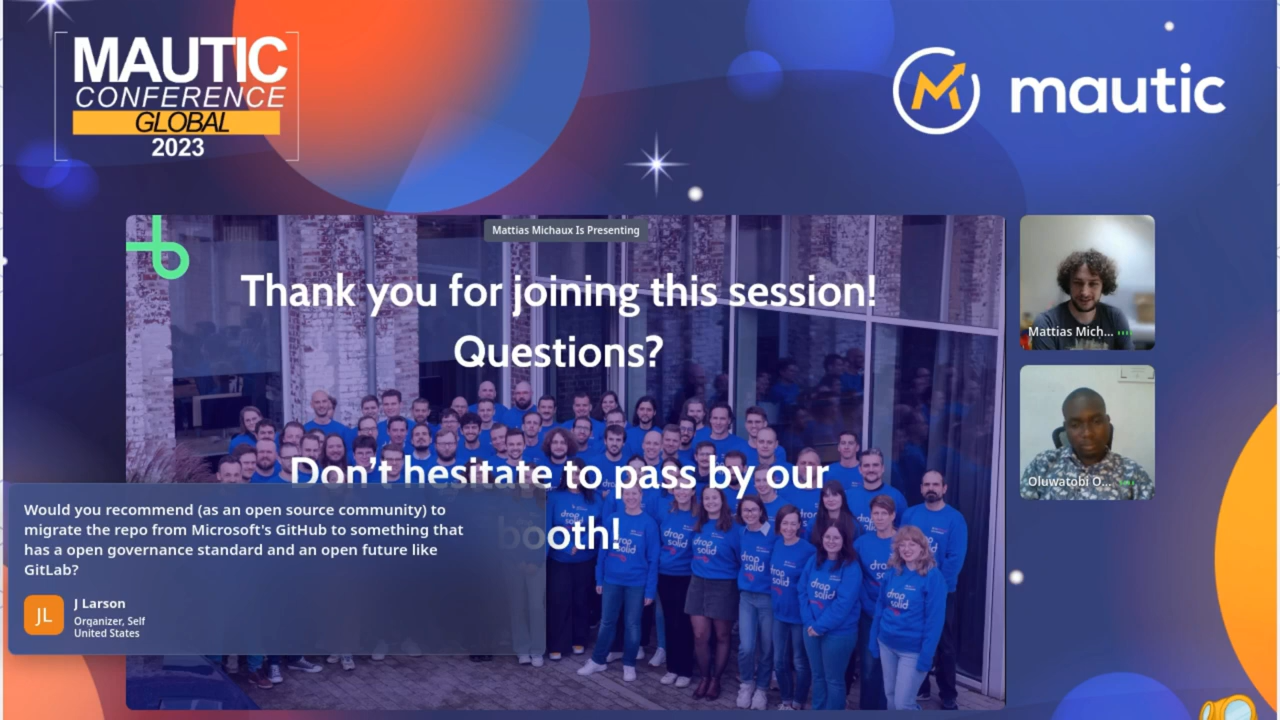 MAUTIC
CONFERENCE
GLOBAL
2023
mautic
Mattias Michaux Is Presenting
Thank you for joining this session!
Questions?
Don't hesitate to pass by our
booth!
Mattias Mich...
Oluwatobi O...
Would you recommend (as an open source community) to
migrate the repo from Microsoft's GitHub to something that
has a open governance standard and an open future like
GitLab?
JL
J Larson
Organizer, Self
United States
drop
solid